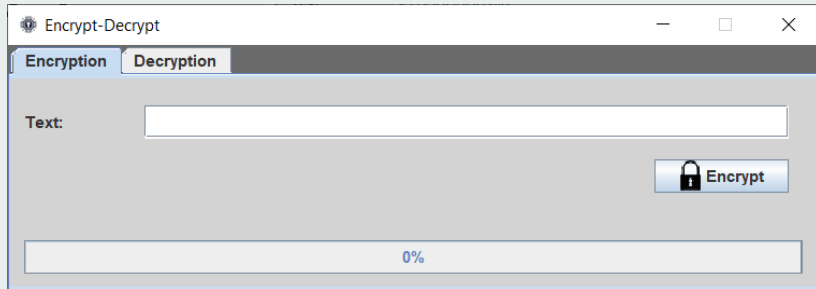 Encrypt-Decrypt
Encryption Decryption
Text:
Encrypt
0%